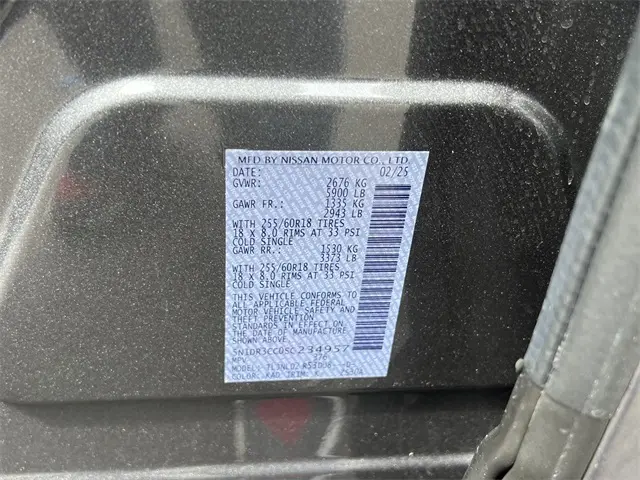 MFD BY NISSAN MOTOR CO., LTD.
DATE: 02/25
GVWR: 2676 KG
5900 LB
GAWR FR.: 1335 KG
2943 LB
WITH 255/60R18 TIRES
18 X 8.0 RIMS AT 33 PSI
COLD SINGLE
GAWR RR.: 1530 KG
3373 LB
WITH 255/60R18 TIRES
18 X 8.0 RIMS AT 33 PSI
COLD SINGLE
THIS VEHICLE CONFORMS TO
ALL APPLICABLE FEDERAL
MOTOR VEHICLE SAFETY AND
THEFT PREVENTION
STANDARDS IN EFFECT ON
THE DATE OF MANUFACTURE
SHOWN ABOVE.
5N1DR3CC0SC234957
MPV
MODEL:
COLOR: KAD TRIM: K